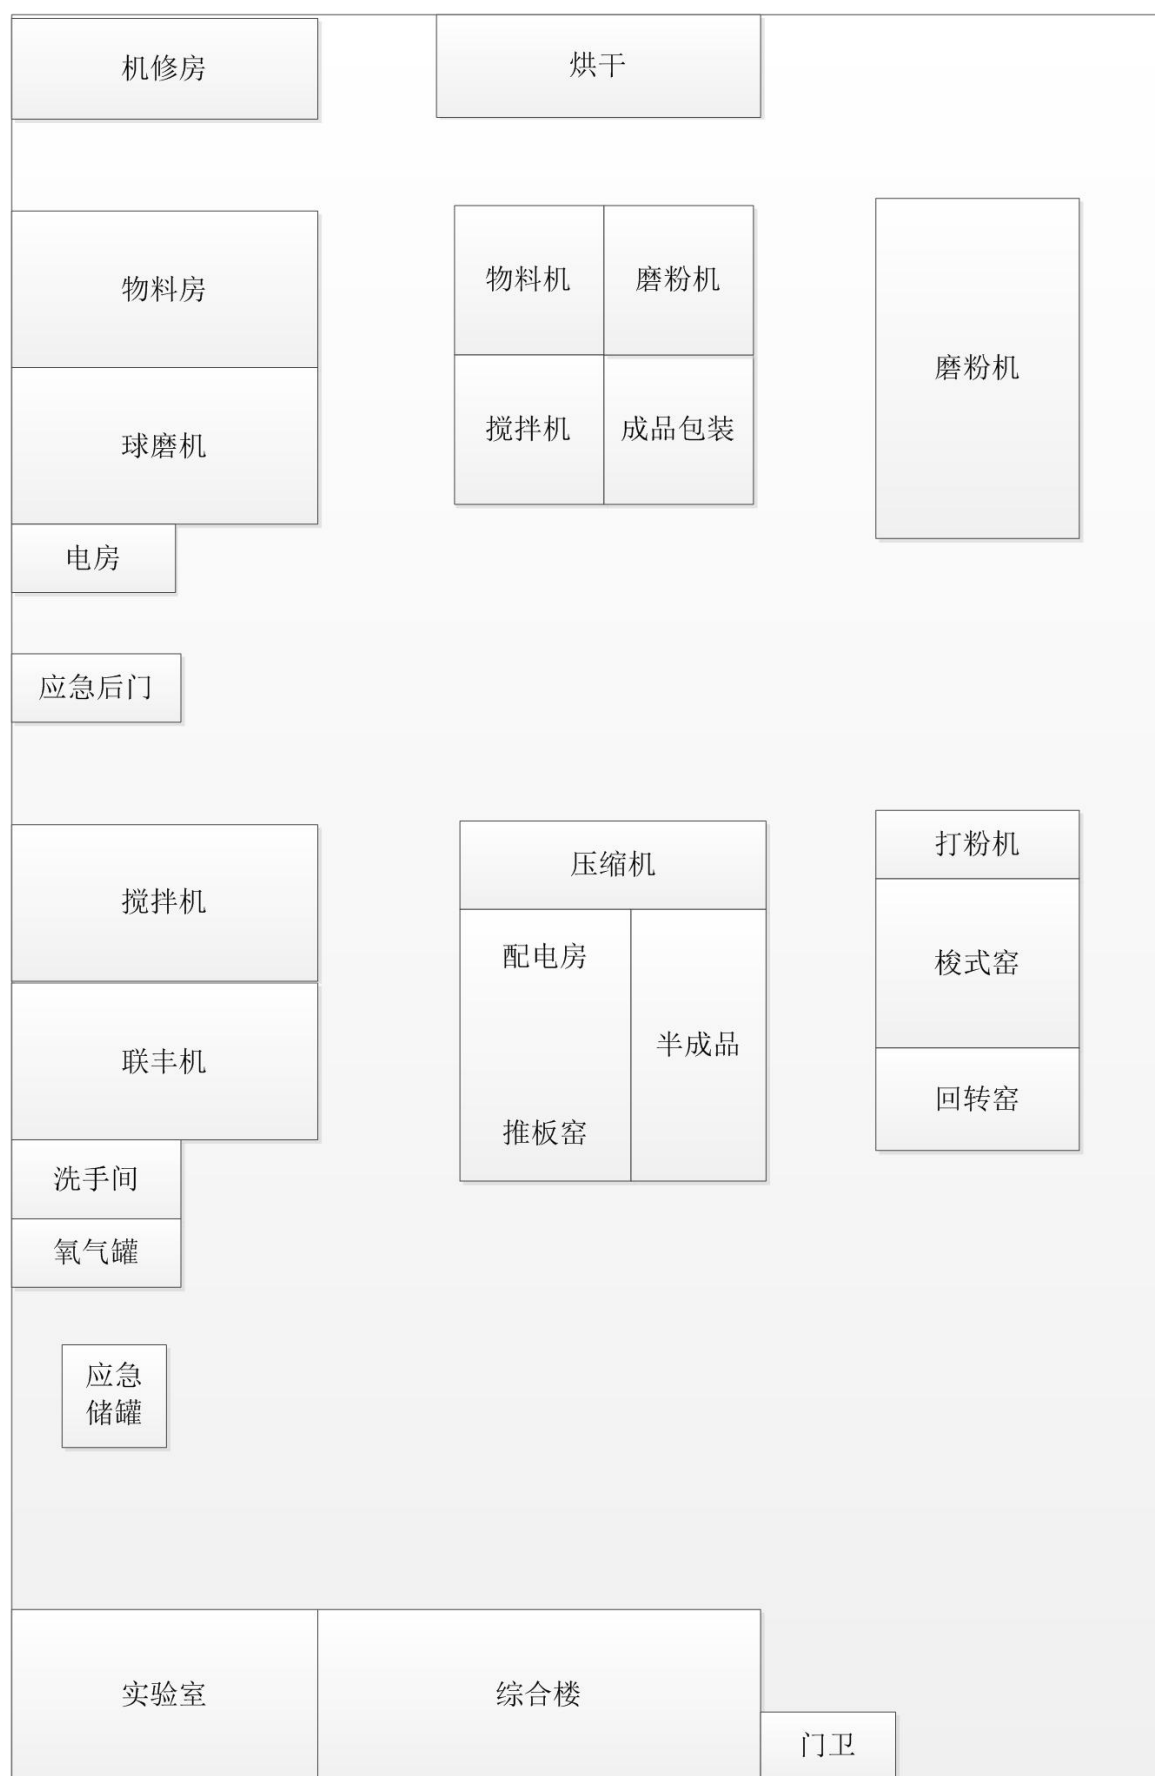 机修房
烘干
物料房
物料机
磨粉机
磨粉机
球磨机
搅拌机
成品包装
电房
应急后门
搅拌机
压缩机
打粉机
配电房
梭式窑
半成品
联丰机
回转窑
推板窑
洗手间
氧气罐
应急
储罐
实验室
综合楼
门卫